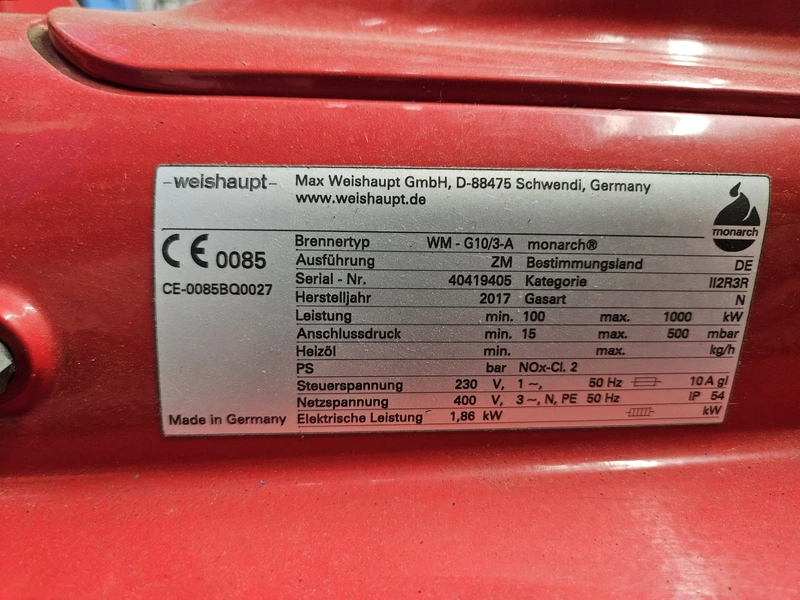 -weishaupt- Max Weishaupt GmbH, D-88475 Schwendi, Germany
www.weishaupt.de
monarch
CE 0085
CE-0085BQ0027
Brennertyp WM - G10/3-A monarch®
Ausführung ZM Bestimmungsland DE
Serial - Nr. 40419405 Kategorie II2R3R
Herstelljahr 2017 Gasart N
Leistung min. 100 max. 1000 kW
Anschlussdruck min. 15 max. 500 mbar
Heizöl min. max. kg/h
PS bar NOx-Cl. 2
Steuerspannung 230 V, 1 ~, 50 Hz 10 A gl
Netzspannung 400 V, 3 ~, N, PE 50 Hz IP 54
Elektrische Leistung 1,86 kW kW
Made in Germany